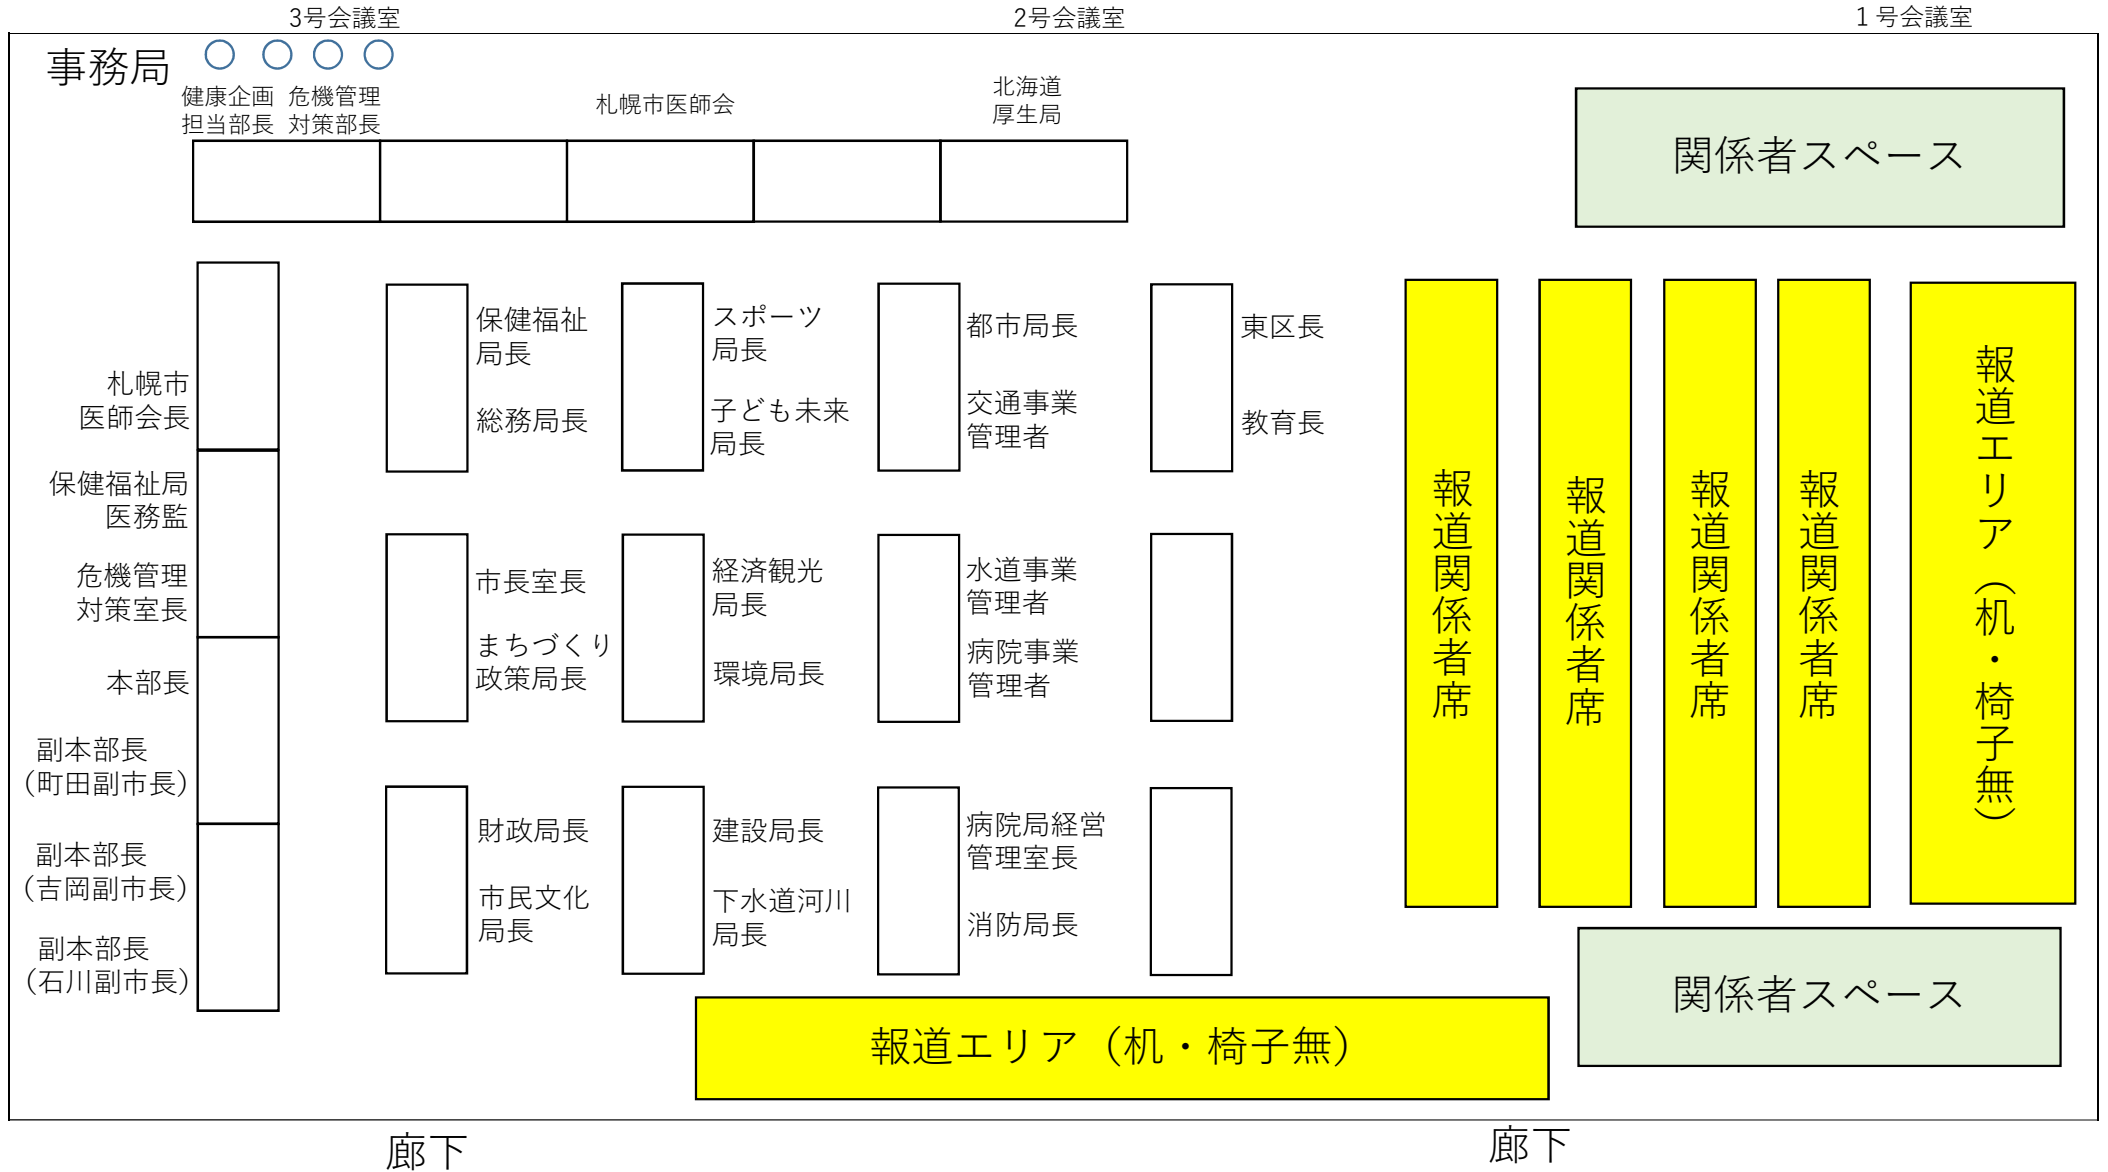 3号会議室
2号会議室
１号会議室
事務局
健康企画
担当部長
危機管理
対策部長
札幌市医師会
北海道
厚生局
関係者スペース
札幌市
医師会長
保健福祉局
医務監
危機管理
対策室長
本部長
副本部長
（町田副市長）
副本部長
（吉岡副市長）
副本部長
（石川副市長）
保健福祉
局長
総務局長
市長室長
まちづくり
政策局長
財政局長
市民文化
局長
スポーツ
局長
子ども未来
局長
経済観光
局長
環境局長
建設局長
下水道河川
局長
都市局長
交通事業
管理者
水道事業
管理者
病院事業
管理者
病院局経営
管理室長
消防局長
東区長
教育長
報道関係者席
報道関係者席
報道関係者席
報道関係者席
報道エリア（机・椅子無）
関係者スペース
報道エリア（机・椅子無）
廊下
廊下